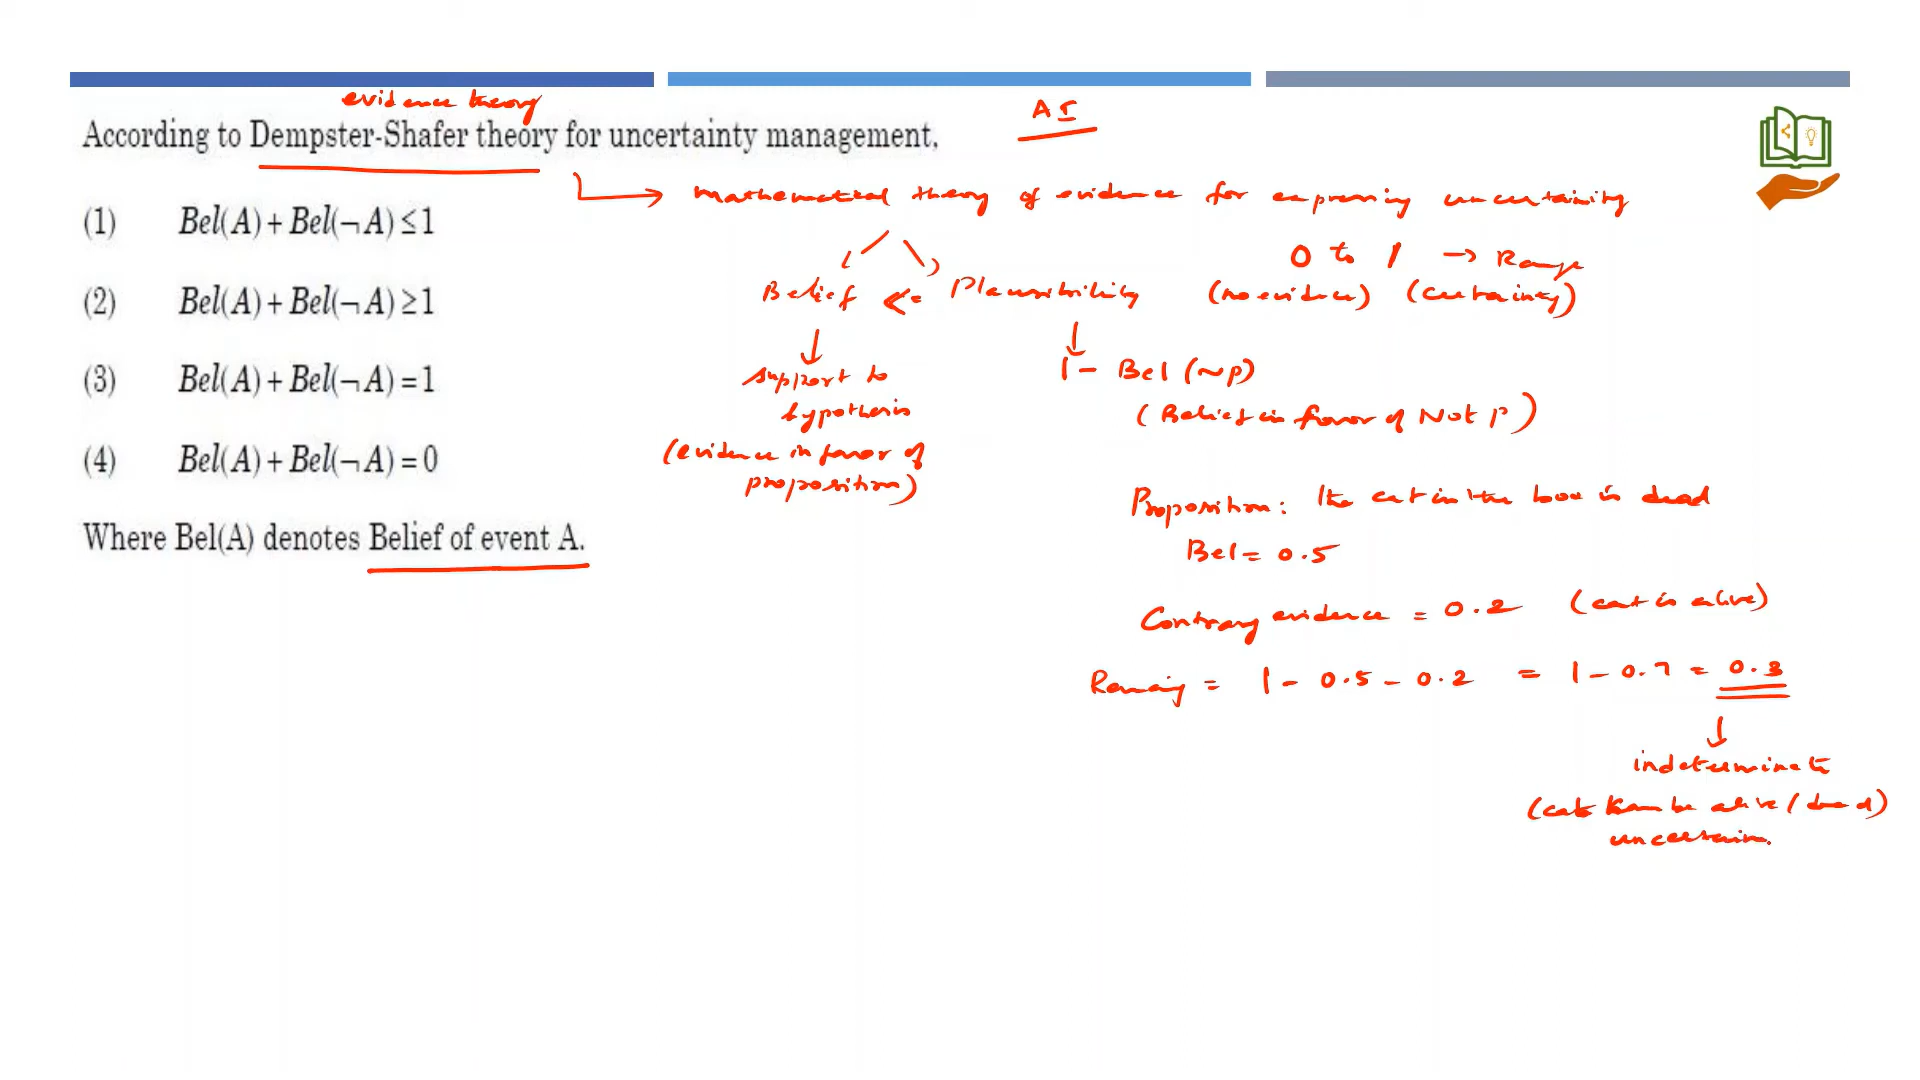 evidence theory
According to Dempster-Shafer theory for uncertainty management,
AI
mathematical theory of evidence for expressing uncertainity
(1) Bel(A) + Bel(¬A) ≤ 1
0 to 1 → Range
Belief <= Plausibility (no evidence) (certainty)
(2) Bel(A) + Bel(¬A) ≥ 1
1 - Bel (~p)
(3) Bel(A) + Bel(¬A) = 1
support to
hypothesis
(Belief in favor of Not P)
(4) Bel(A) + Bel(¬A) = 0
(evidence in favor of
proposition)
Proposition: the cat in the box is dead
Where Bel(A) denotes Belief of event A.
Bel = 0.5
Contrary evidence = 0.2 (cat is alive)
= 1 - 0.5 - 0.2 = 1 - 0.7 = 0.3
indeterminate
(cat can be alive / dead)
uncertain.